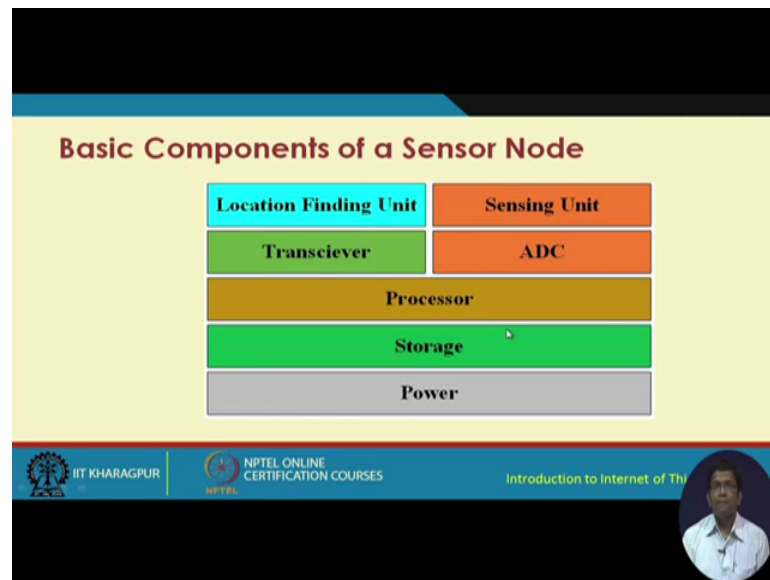 Basic Components of a Sensor Node
Location Finding Unit
Sensing Unit
Transciever
ADC
Processor
Storage
Power
IIT KHARAGPUR
NPTEL
NPTEL ONLINE
CERTIFICATION COURSES
Introduction to Internet of Thi